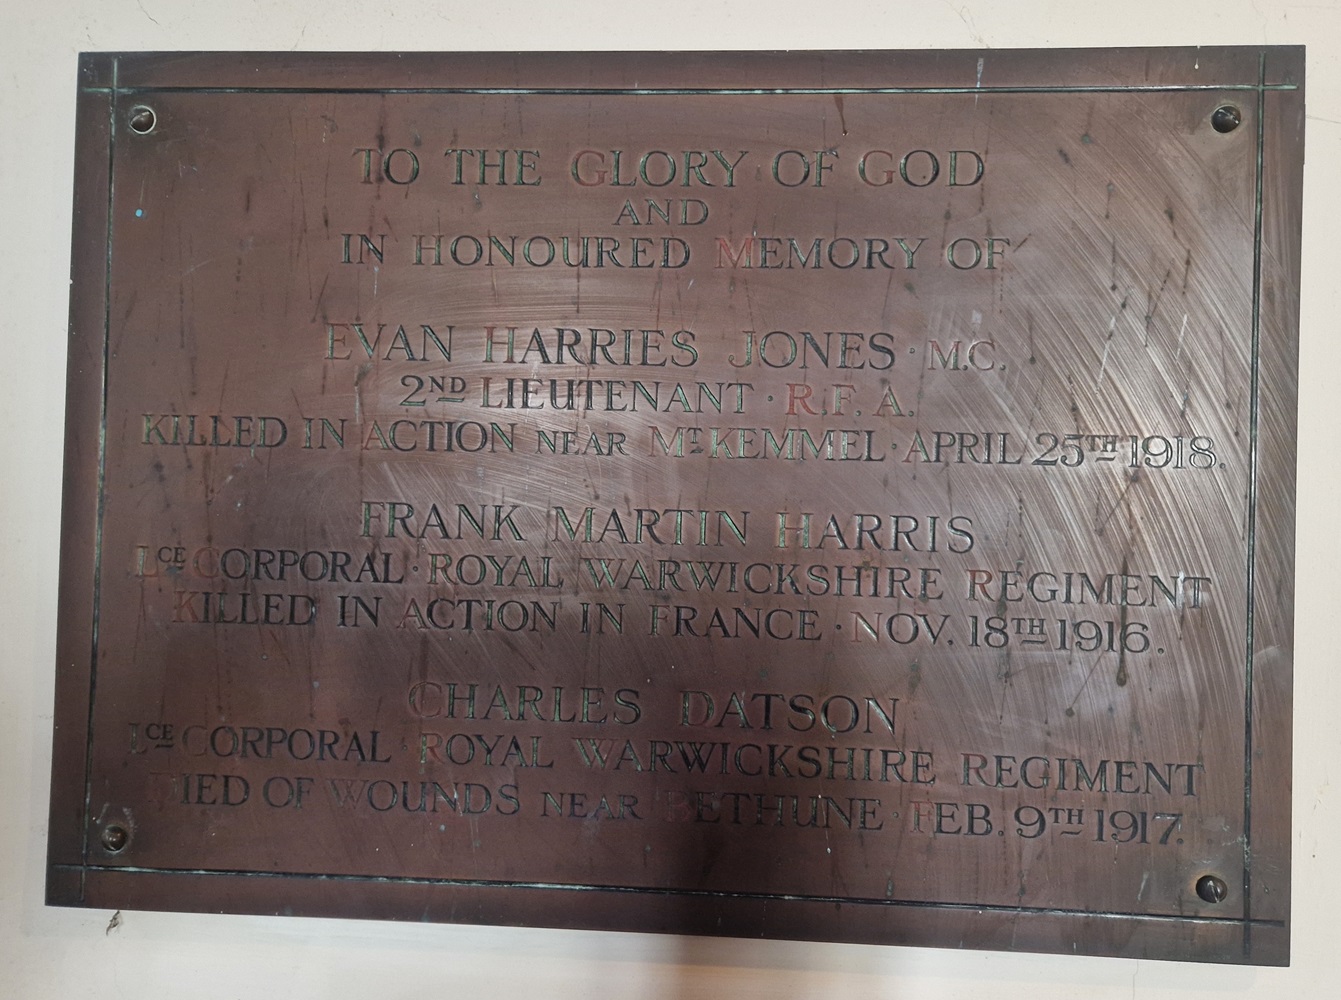 TO THE GLORY OF GOD
AND
IN HONOURED MEMORY OF
EVAN HARRIES JONES · M.C.
2ND LIEUTENANT · R.F.A.
KILLED IN ACTION NEAR MT KEMMEL · APRIL 25TH 1918.
FRANK MARTIN HARRIS
LCE CORPORAL · ROYAL WARWICKSHIRE REGIMENT
KILLED IN ACTION IN FRANCE · NOV. 18TH 1916.
CHARLES DATSON
LCE CORPORAL · ROYAL WARWICKSHIRE REGIMENT
DIED OF WOUNDS NEAR BETHUNE · FEB. 9TH 1917.